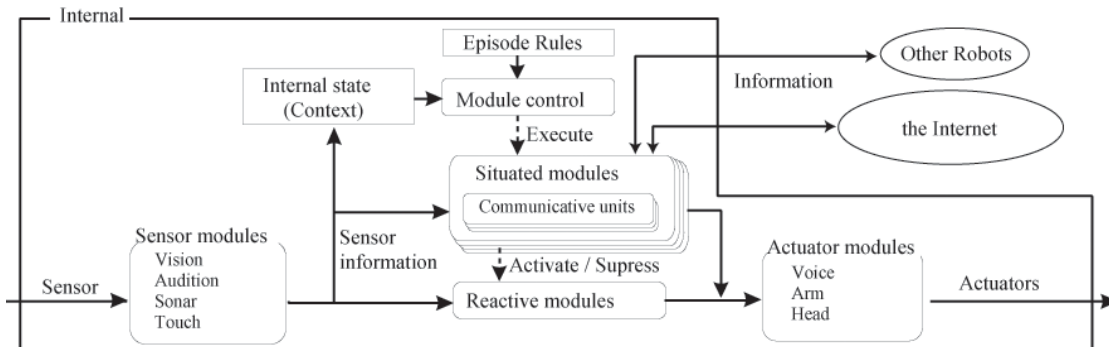 Internal
Episode Rules
Other Robots
Information
Internal state
(Context)
Module control
the Internet
Execute
Situated modules
Communicative units
Sensor modules
Vision
Audition
Sonar
Touch
Sensor
information
Activate / Supress
Actuator modules
Voice
Arm
Head
Sensor
Reactive modules
Actuators